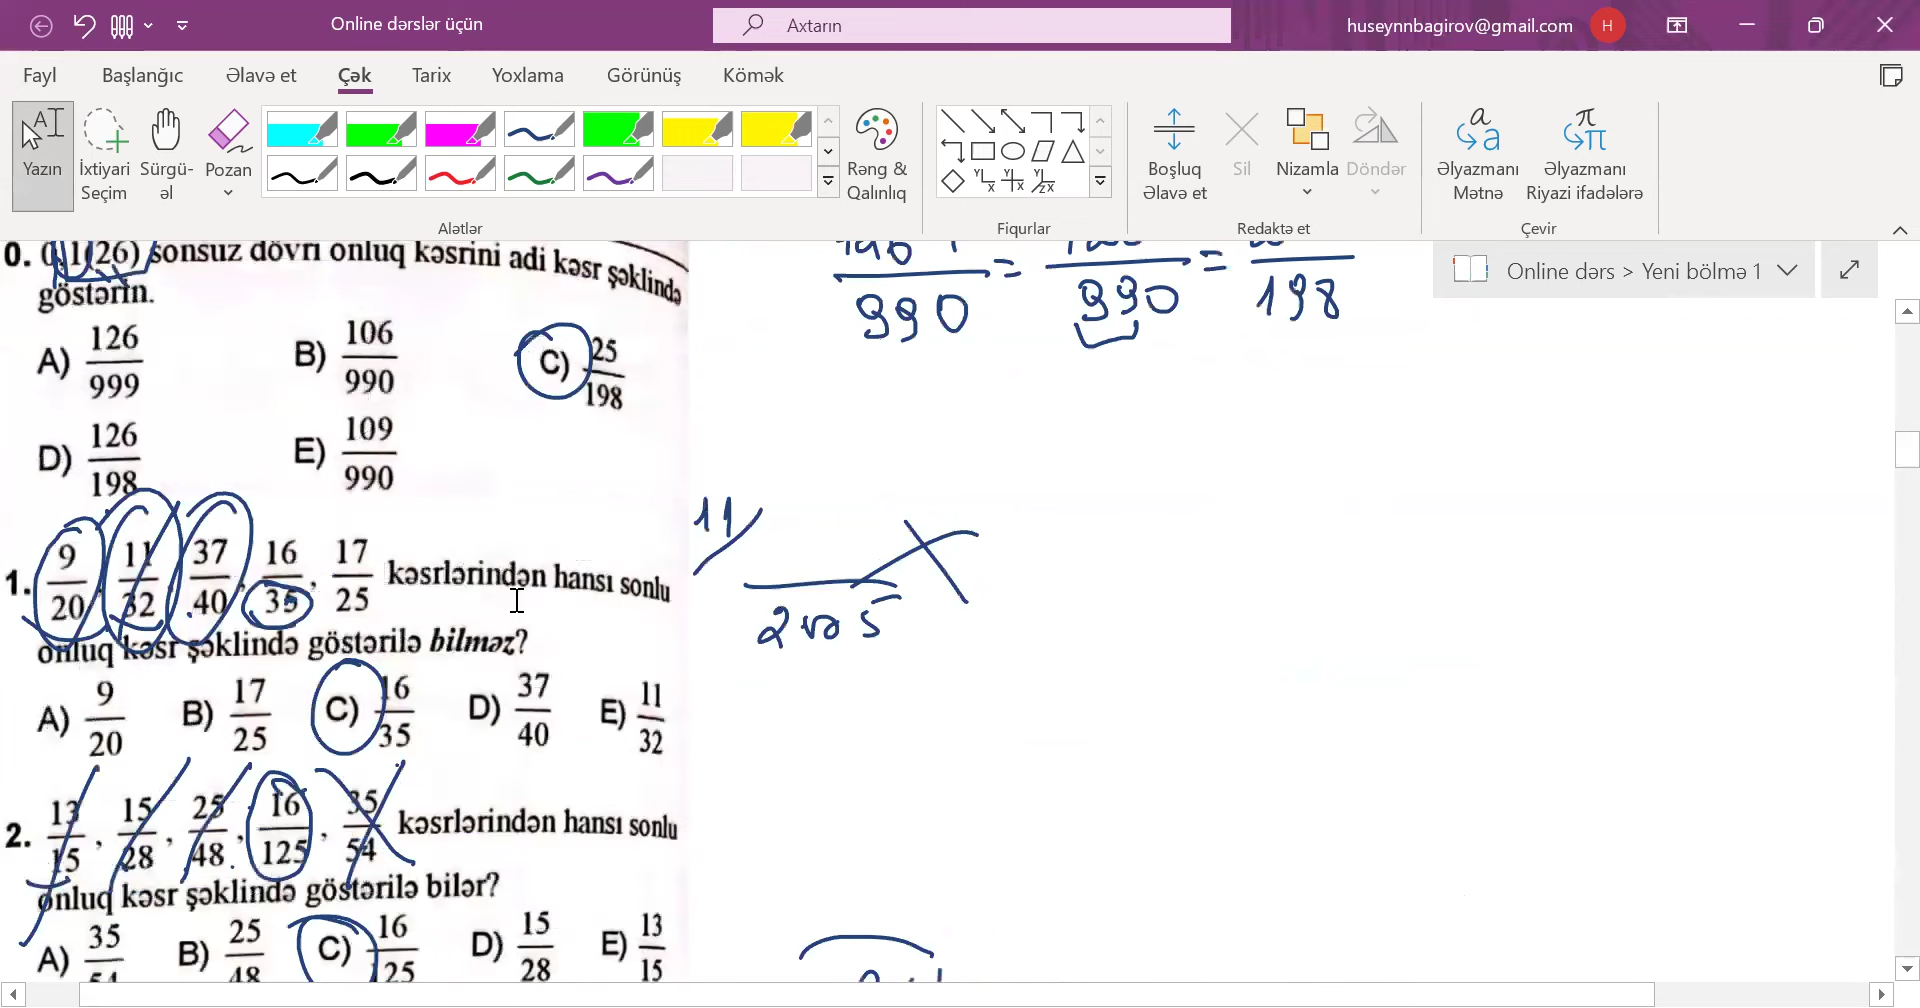 Online dərslər üçün
Axtarın
huseynnbagirov@gmail.com
H
Fayl Başlanğıc Əlavə et Çək Tarix Yoxlama Görünüş Kömək
Yazın
İxtiyari Seçim
Sürgü-əl
Pozan
Rəng & Qalınlıq
Boşluq Əlavə et
Sil
Nizamla
Döndər
Əlyazmanı Mətnə
Əlyazmanı Riyazi ifadələrə
Alətlər
Fiqurlar
Redaktə et
Çevir
Online dərs > Yeni bölmə 1
0. 0,1(26) sonsuz dövri onluq kəsrini adi kəsr şəklində
göstərin.
A) 126/999 B) 106/990 C) 25/198
D) 126/198 E) 109/990
990 = 990 = 198
1. 9/20, 11/32, 37/40, 16/35, 17/25 kəsrlərindən hansı sonlu
onluq kəsr şəklində göstərilə bilməz?
A) 9/20 B) 17/25 C) 16/35 D) 37/40 E) 11/32
11
2 və 5
2. 13/15, 15/28, 25/48, 16/125, 35/54 kəsrlərindən hansı sonlu
onluq kəsr şəklində göstərilə bilər?
A) 35/54 B) 25/48 C) 16/125 D) 15/28 E) 13/15